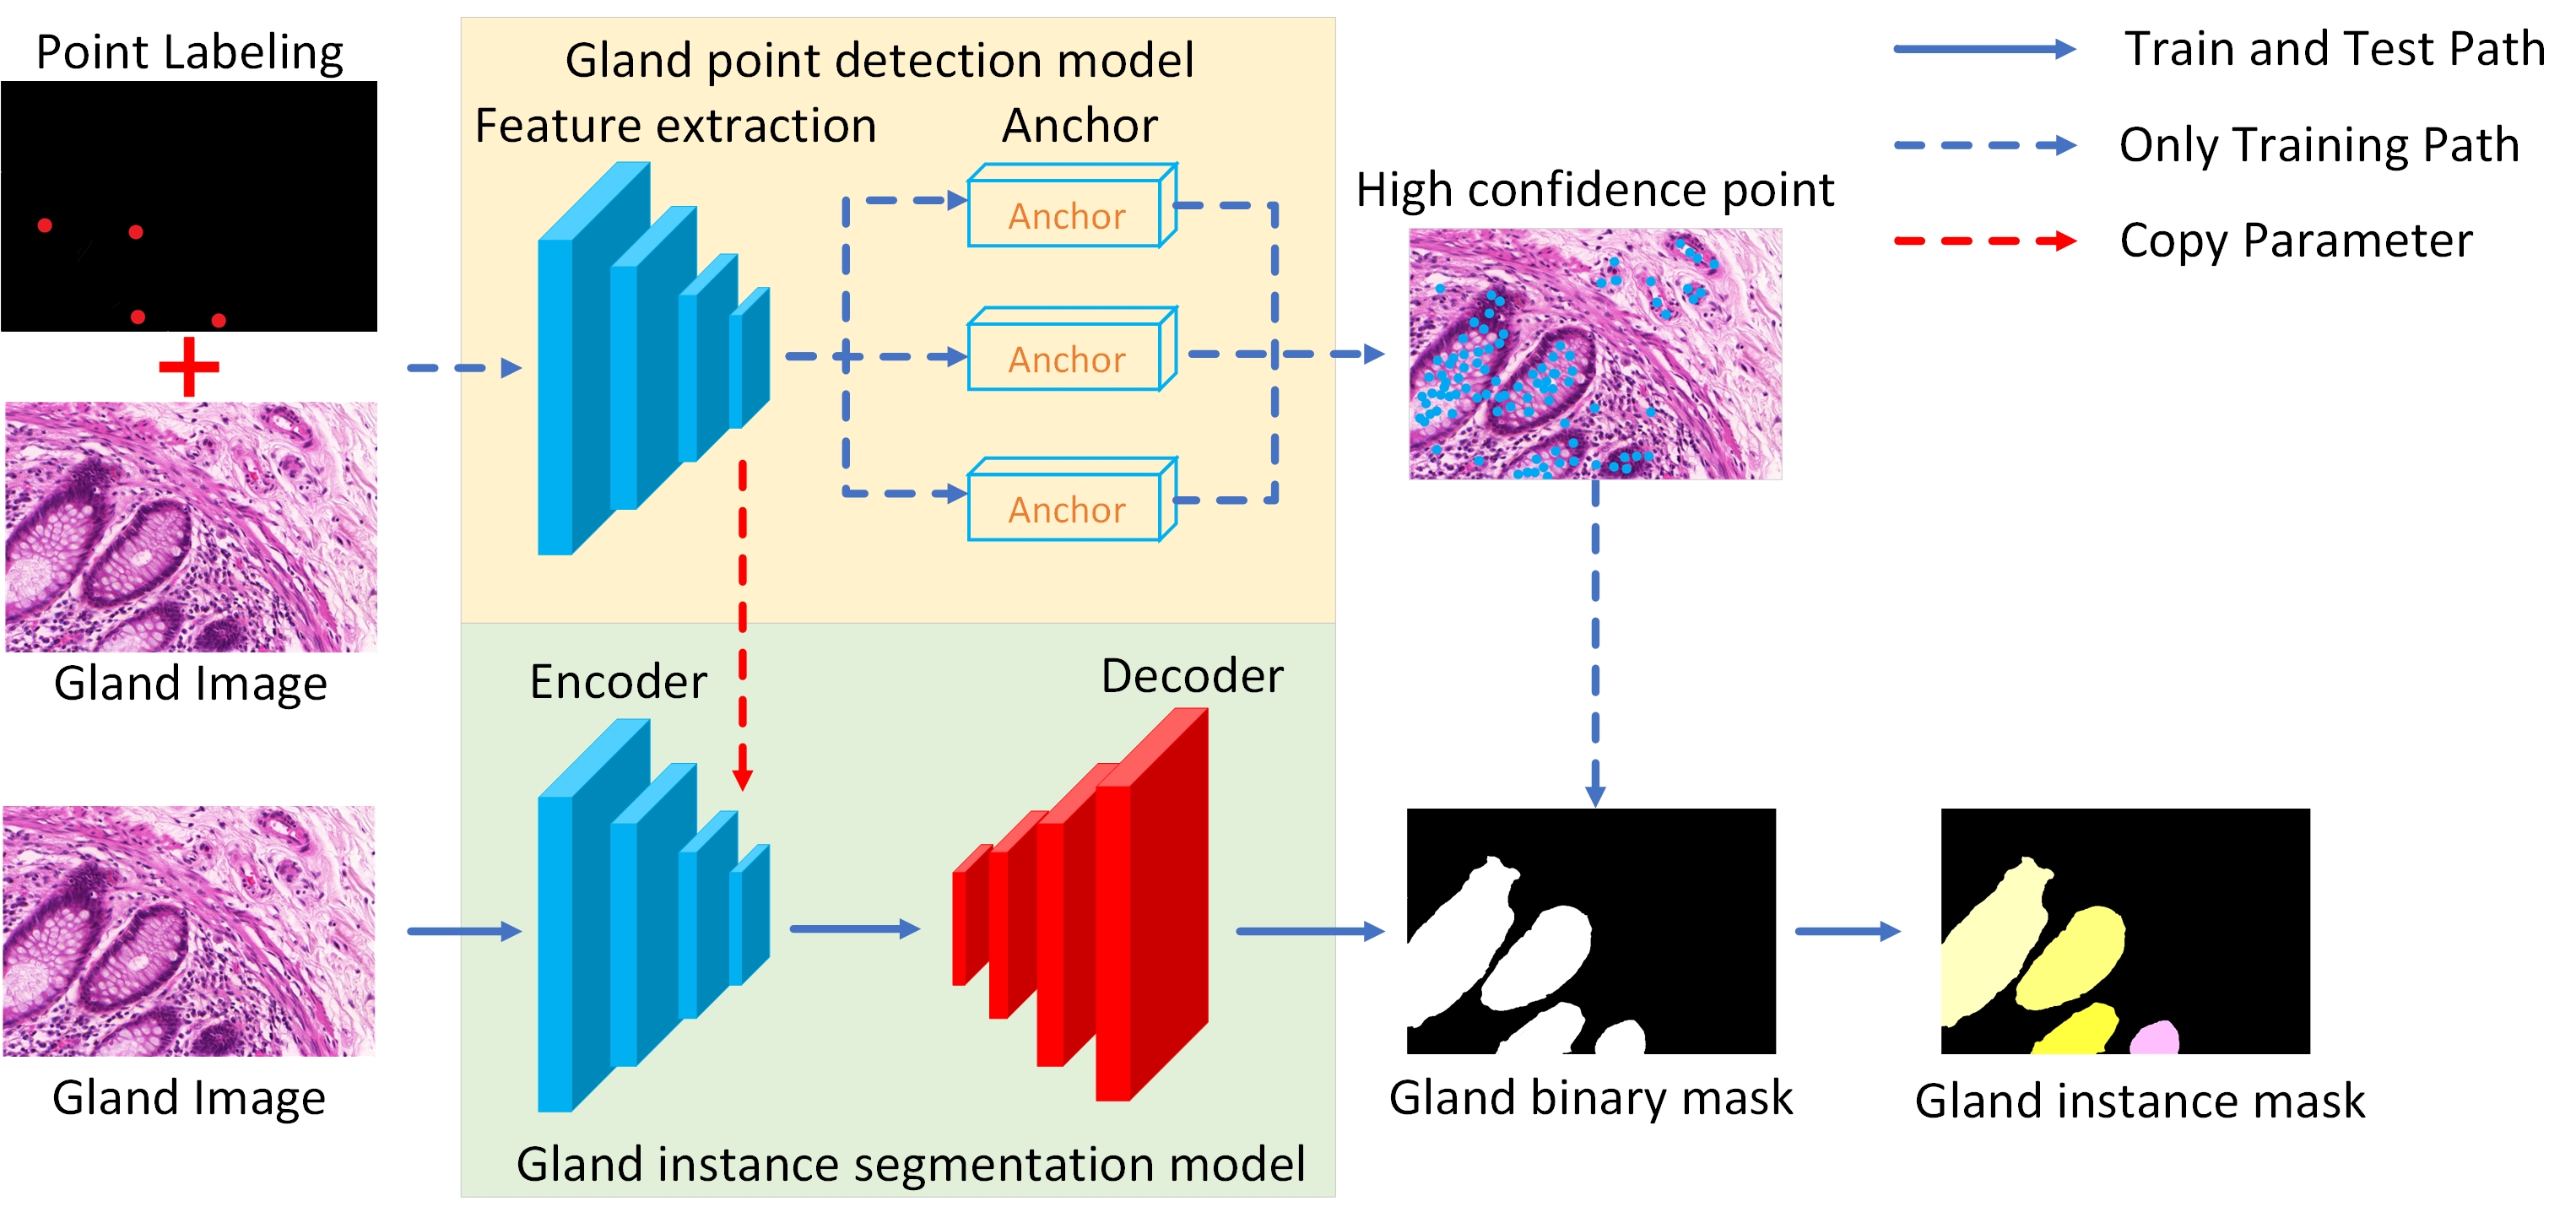 Point Labeling
Gland Image
Gland Image
Gland point detection model
Feature extraction
Anchor
Anchor
Anchor
Anchor
Encoder
Decoder
Gland instance segmentation model
High confidence point
Gland binary mask
Gland instance mask
Train and Test Path
Only Training Path
Copy Parameter